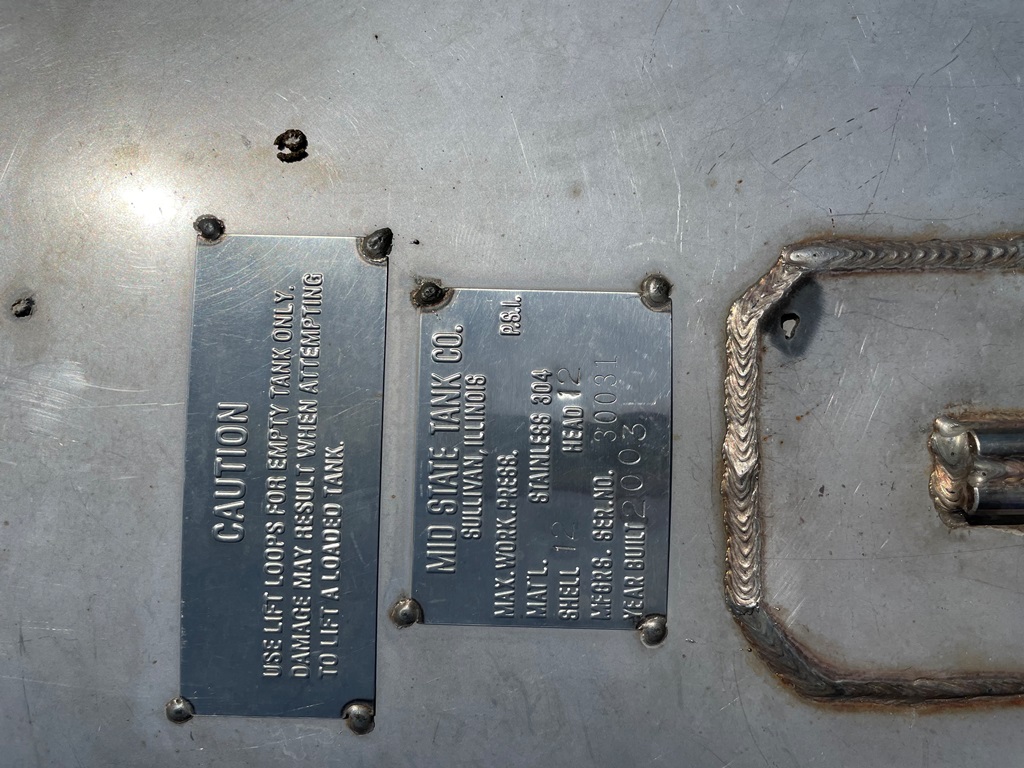 CAUTION
USE LIFT LOOPS FOR EMPTY TANK ONLY.
DAMAGE MAY RESULT WHEN ATTEMPTING
TO LIFT A LOADED TANK.
MID STATE TANK CO.
SULLIVAN, ILLINOIS
MAX. WORK. PRESR. P.S.I.
MAT'L. STAINLESS 304
SHELL 12 HEAD 12
M'FGRS. SER. NO. 30031
YEAR BUILT 2003